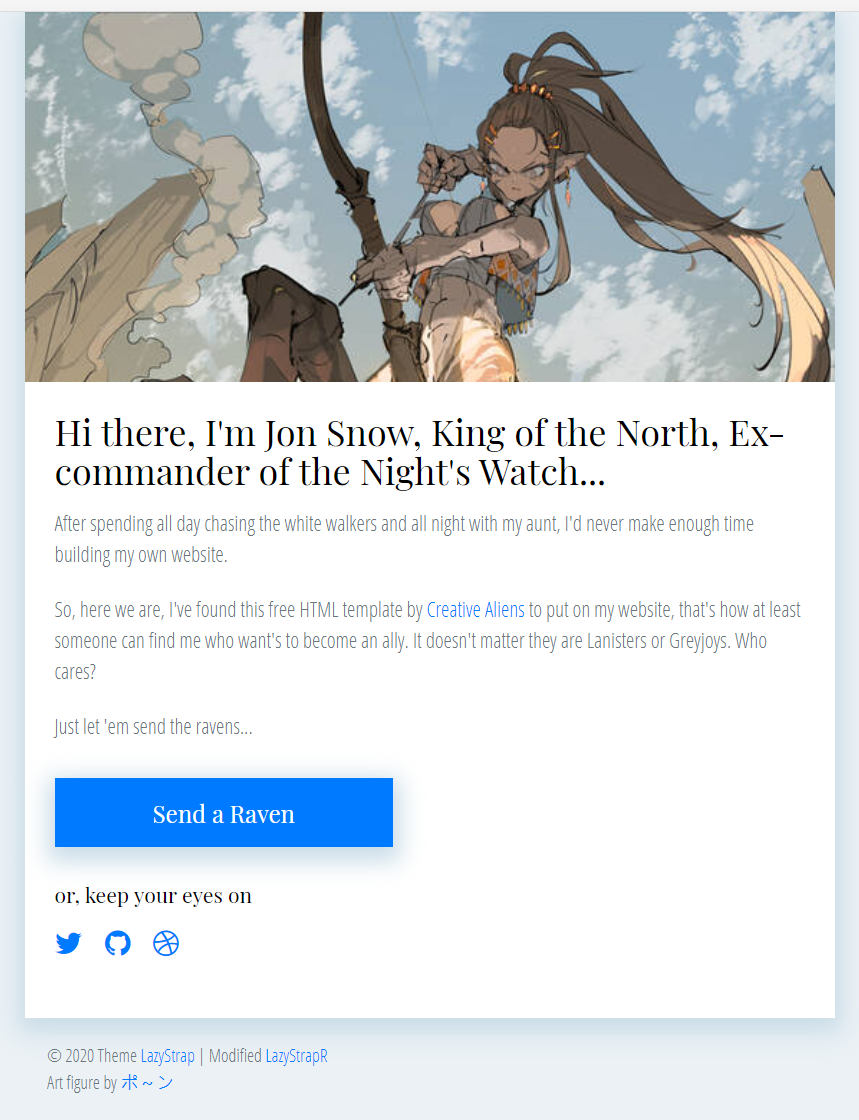 Hi there, I'm Jon Snow, King of the North, Ex-
commander of the Night's Watch...
After spending all day chasing the white walkers and all night with my aunt, I'd never make enough time
building my own website.
So, here we are, I've found this free HTML template by Creative Aliens to put on my website, that's how at least
someone can find me who want's to become an ally. It doesn't matter they are Lanisters or Greyjoys. Who
cares?
Just let 'em send the ravens...
Send a Raven
or, keep your eyes on
© 2020 Theme LazyStrap | Modified LazyStrapR
Art figure by ポ~ン